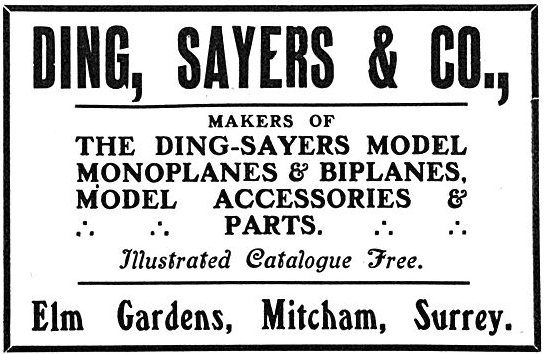 DING, SAYERS & CO.,
MAKERS OF
THE DING-SAYERS MODEL
MONOPLANES & BIPLANES,
MODEL ACCESSORIES &
∴ ∴ PARTS. ∴ ∴
Illustrated Catalogue Free.
Elm Gardens, Mitcham, Surrey.